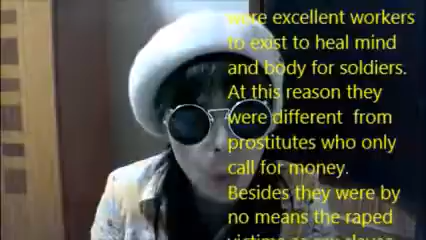 were excellent workers
to exist to heal mind
and body for soldiers.
At this reason they
were different from
prostitutes who only
call for money.
Besides they were by
no means the raped